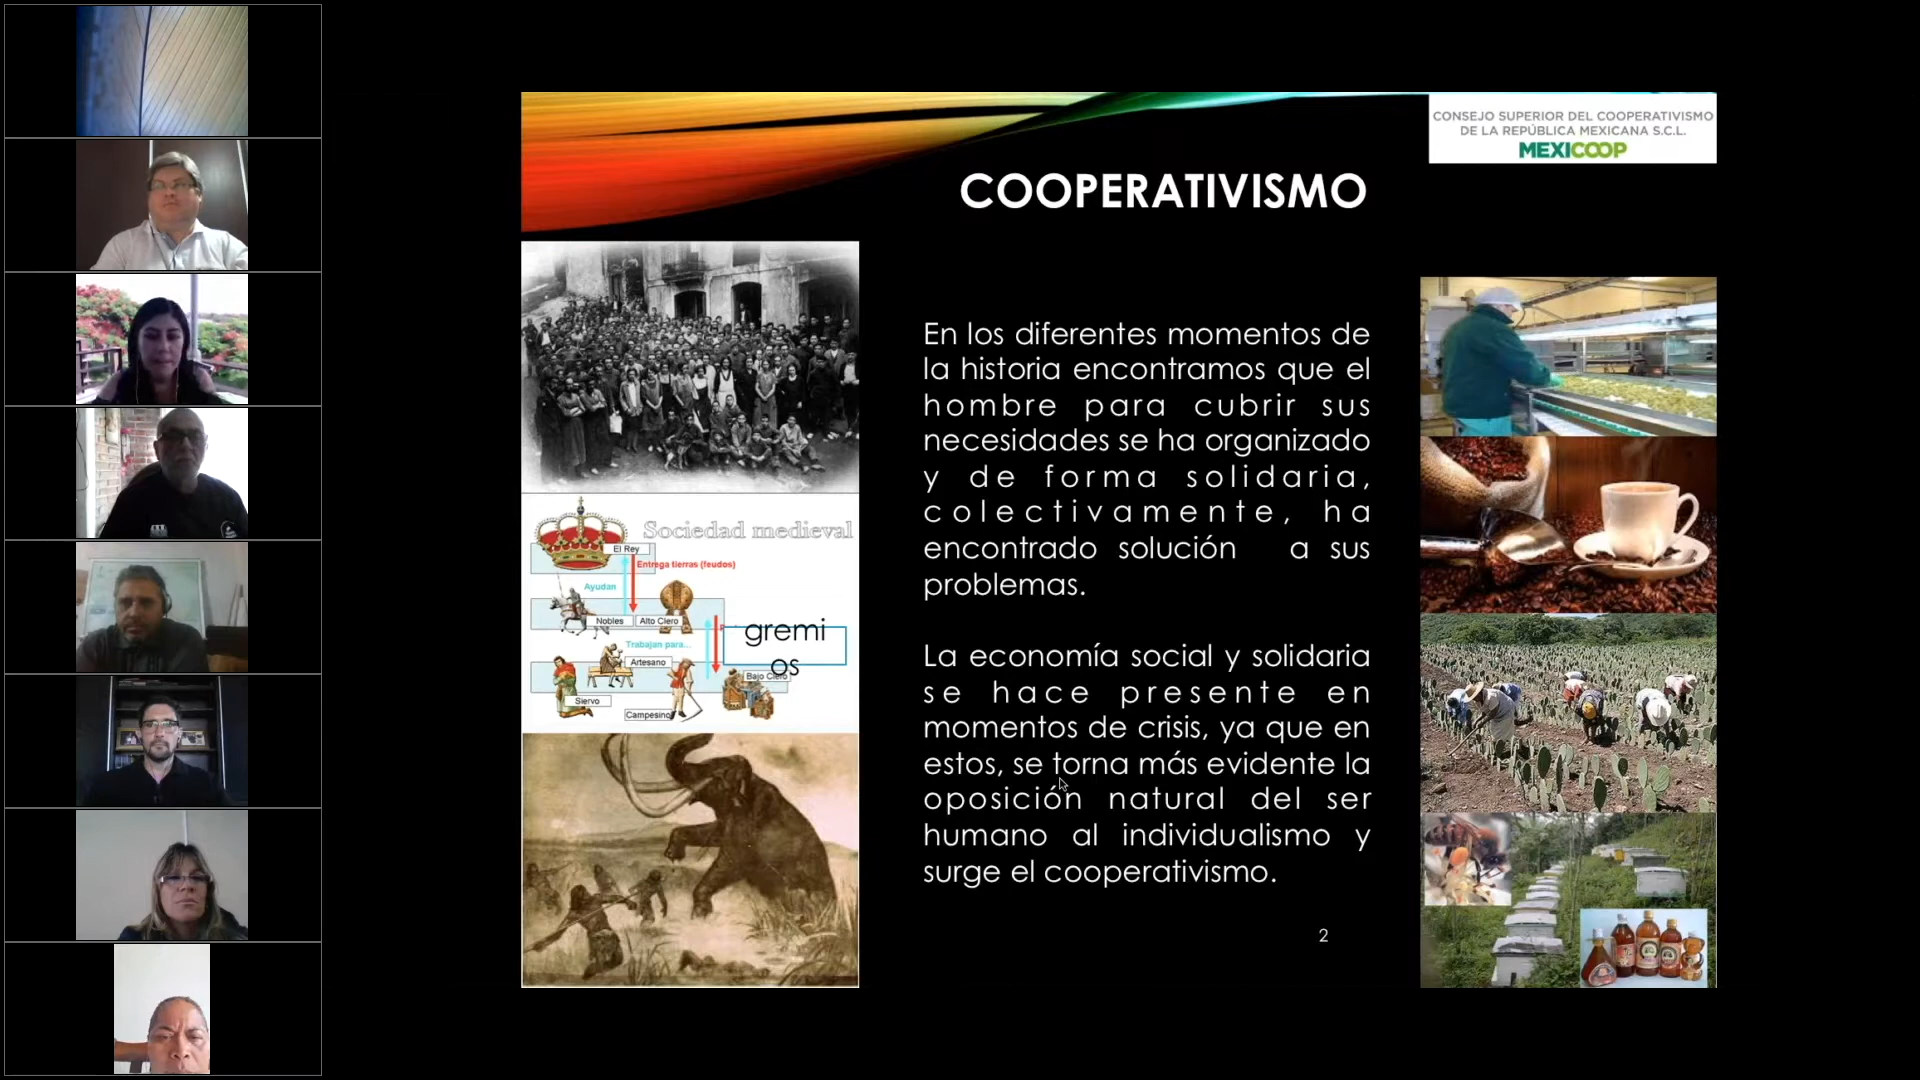 CONSEJO SUPERIOR DEL COOPERATIVISMO
DE LA REPÚBLICA MEXICANA S.C.L.
MEXICOOP
COOPERATIVISMO
Sociedad medieval
El Rey
Entrega tierras (feudos)
Ayudan
Nobles
Alto Clero
gremi
os
Trabajan para...
Artesano
Bajo Clero
Siervo
Campesino
En los diferentes momentos de
la historia encontramos que el
hombre para cubrir sus
necesidades se ha organizado
y de forma solidaria,
colectivamente, ha
encontrado solución a sus
problemas.
La economía social y solidaria
se hace presente en
momentos de crisis, ya que en
estos, se torna más evidente la
oposición natural del ser
humano al individualismo y
surge el cooperativismo.
2